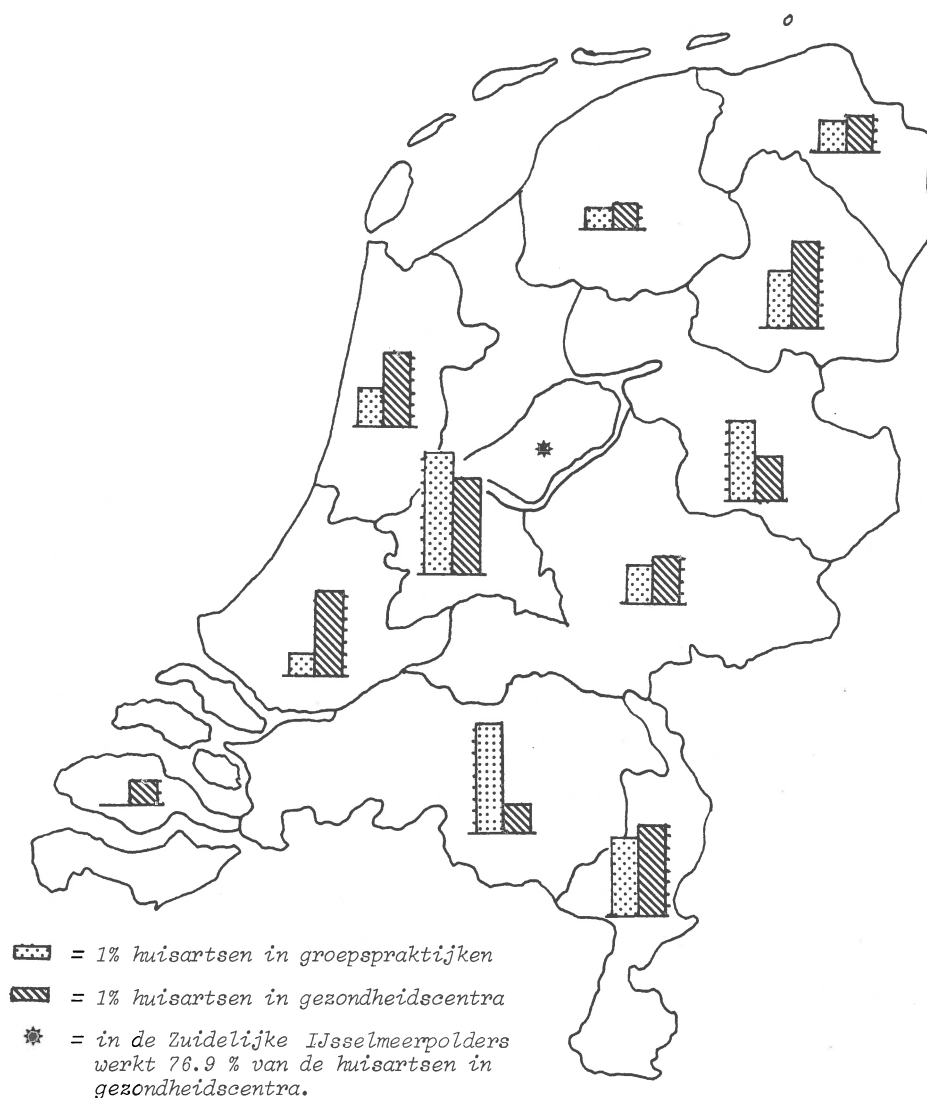 = 1% huisartsen in groepspraktijken
= 1% huisartsen in gezondheidscentra
= in de Zuidelijke IJsselmeerpolders
werkt 76.9 % van de huisartsen in
gezondheidscentra.